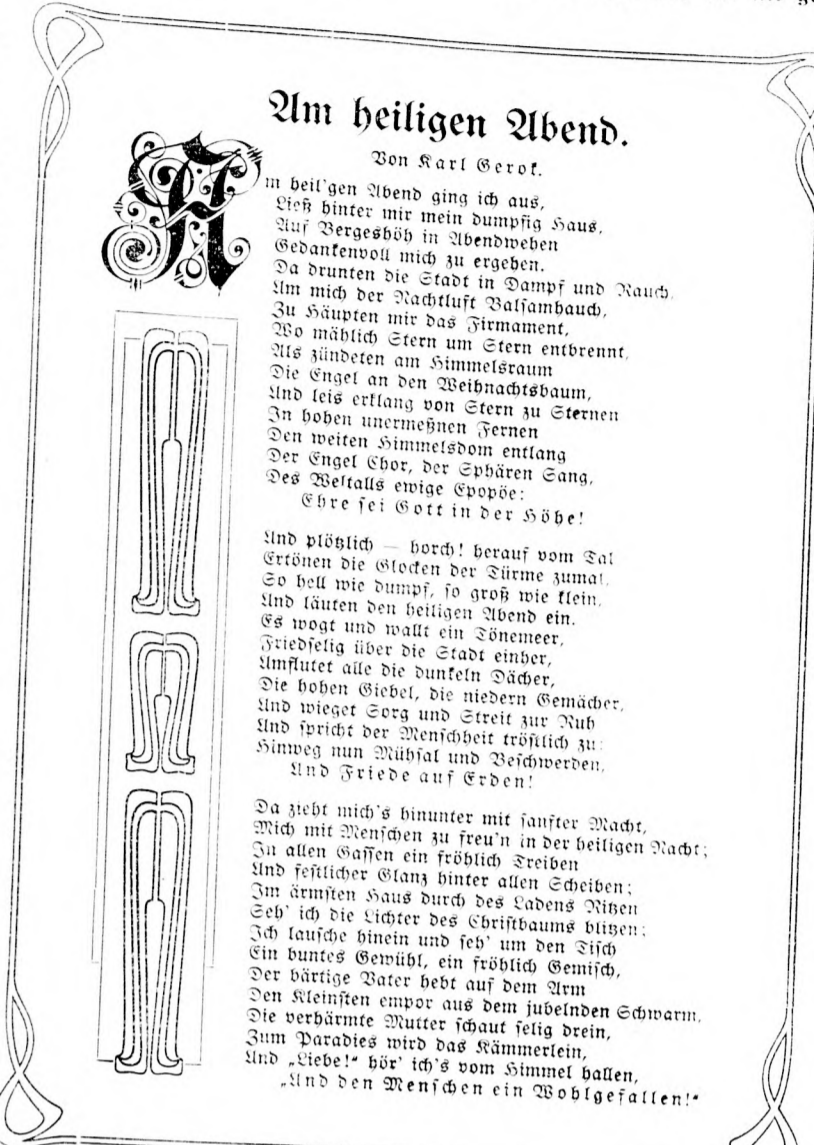 Am heiligen Abend.
Von Karl Gerok.
Am heil'gen Abend ging ich aus,
Ließ hinter mir mein dumpfig Haus,
Auf Bergeshöh in Abendwehen
Gedankenvoll mich zu ergehen.
Da drunten die Stadt in Dampf und Rauch,
Um mich der Nachtluft Balsamhauch,
Zu Häupten mir das Firmament,
Wo mählich Stern um Stern entbrennt,
Als zündeten am Himmelsraum
Die Engel an den Weihnachtsbaum,
Und leis erklang von Stern zu Sternen
In hohen unermeßnen Fernen
Den weiten Himmelsdom entlang
Der Engel Chor, der Sphären Sang,
Des Weltalls ewige Epopöe:
Ehre sei Gott in der Höhe!
Und plötzlich — horch! herauf vom Tal
Ertönen die Glocken der Türme zumal,
So hell wie dumpf, so groß wie klein,
Und läuten den heiligen Abend ein.
Es wogt und wallt ein Tönemeer,
Friedselig über die Stadt einher,
Umflutet alle die dunkeln Dächer,
Die hohen Giebel, die niedern Gemächer,
Und wieget Sorg und Streit zur Ruh
Und spricht der Menschheit tröstlich zu:
Hinweg nun Mühsal und Beschwerden,
Und Friede auf Erden!
Da zieht mich's hinunter mit sanfter Macht,
Mich mit Menschen zu freu'n in der heiligen Nacht;
In allen Gassen ein fröhlich Treiben
Und festlicher Glanz hinter allen Scheiben;
Im ärmsten Haus durch des Ladens Ritzen
Seh' ich die Lichter des Christbaums blitzen;
Ich lausche hinein und seh' um den Tisch
Ein buntes Gewühl, ein fröhlich Gemisch,
Der bärtige Vater hebt auf dem Arm
Den Kleinsten empor aus dem jubelnden Schwarm,
Die verhärmte Mutter schaut selig drein,
Zum Paradies wird das Kämmerlein,
Und „Liebe!“ hör' ich's vom Himmel hallen,
„Und den Menschen ein Wohlgefallen!“